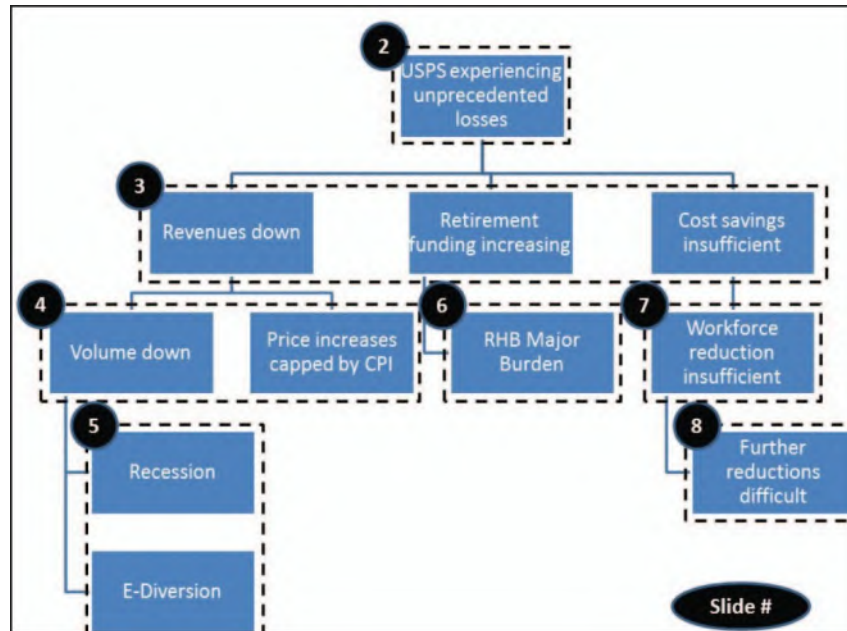 2
USPS experiencing
unprecedented
losses
3
Revenues down
Retirement
funding increasing
Cost savings
insufficient
4
Volume down
Price increases
capped by CPI
6
RHB Major
Burden
7
Workforce
reduction
insufficient
5
Recession
E-Diversion
8
Further
reductions
difficult
Slide #